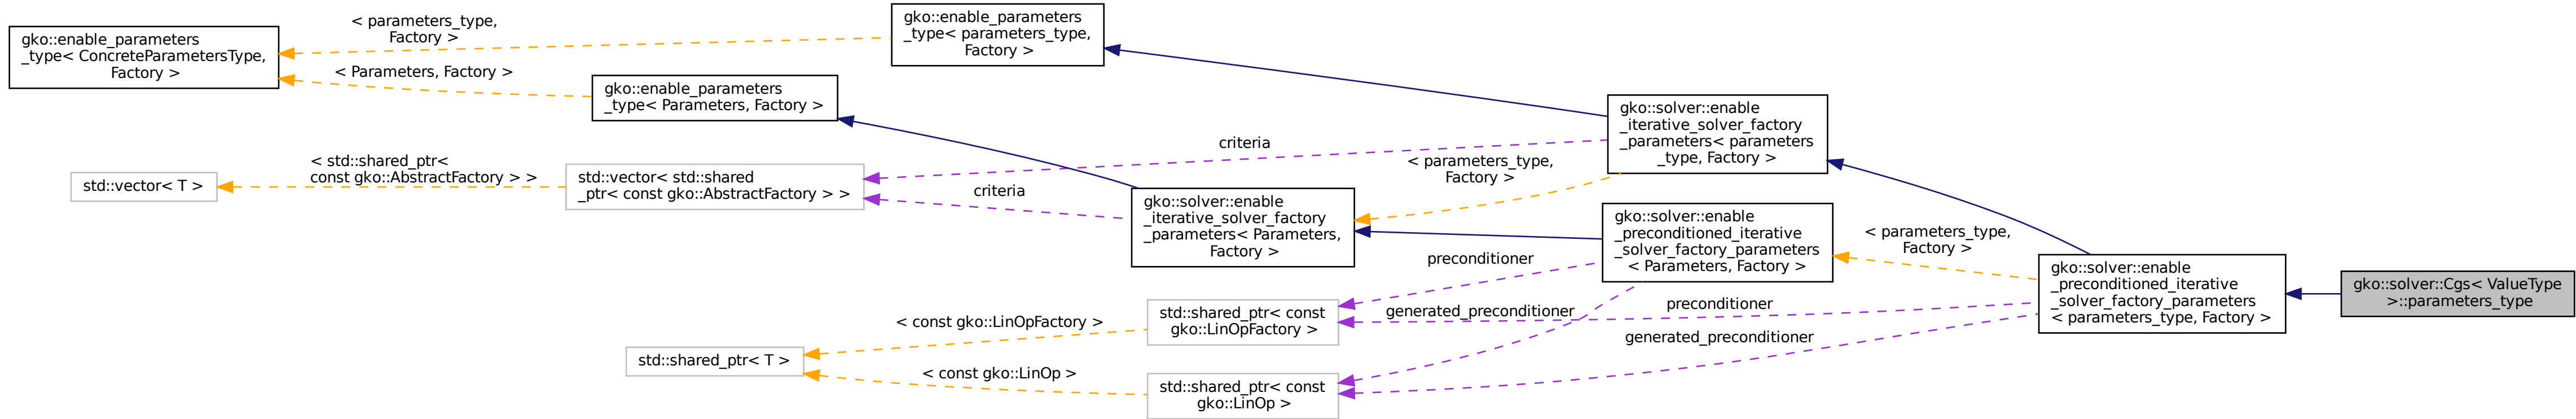 gko::enable_parameters
_type< ConcreteParametersType,
Factory >
< parameters_type,
Factory >
< Parameters, Factory >
gko::enable_parameters
_type< parameters_type,
Factory >
gko::enable_parameters
_type< Parameters, Factory >
std::vector< T >
< std::shared_ptr<
const gko::AbstractFactory > >
std::vector< std::shared
_ptr< const gko::AbstractFactory > >
criteria
criteria
gko::solver::enable
_iterative_solver_factory
_parameters< parameters
_type, Factory >
< parameters_type,
Factory >
gko::solver::enable
_iterative_solver_factory
_parameters< Parameters,
Factory >
gko::solver::enable
_preconditioned_iterative
_solver_factory_parameters
< Parameters, Factory >
< parameters_type,
Factory >
gko::solver::enable
_preconditioned_iterative
_solver_factory_parameters
< parameters_type, Factory >
gko::solver::Cgs< ValueType
>::parameters_type
preconditioner
preconditioner
generated_preconditioner
generated_preconditioner
std::shared_ptr< const
gko::LinOpFactory >
< const gko::LinOpFactory >
std::shared_ptr< T >
< const gko::LinOp >
std::shared_ptr< const
gko::LinOp >